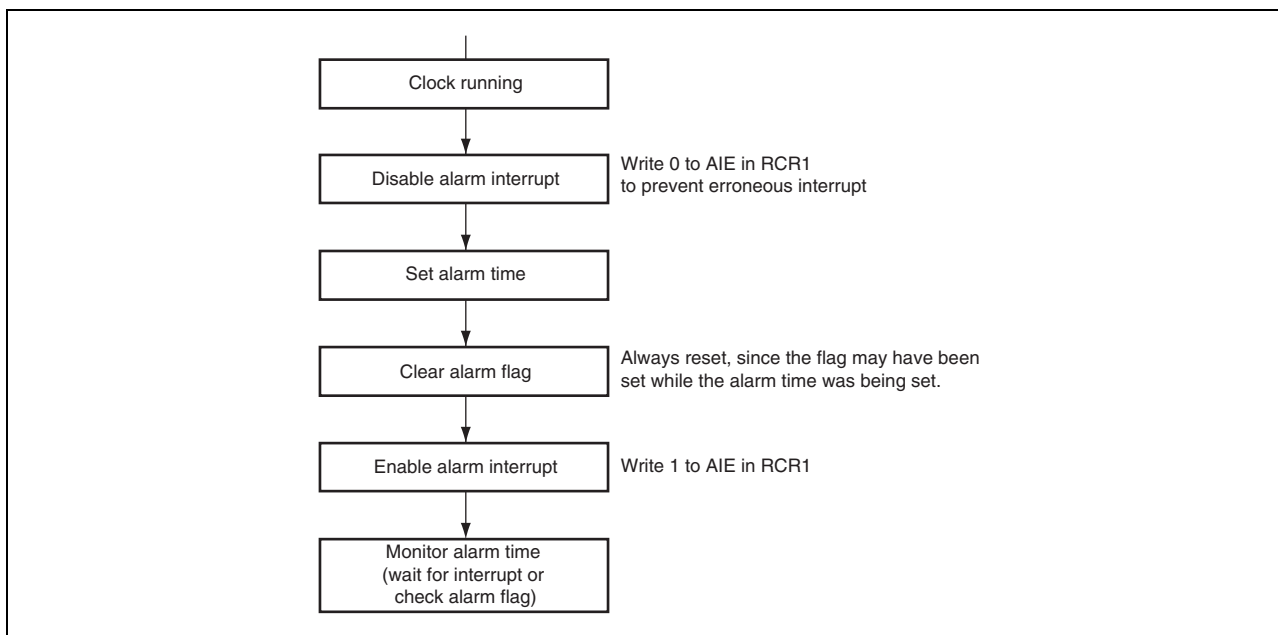 Clock running
Disable alarm interrupt
Write 0 to AIE in RCR1
to prevent erroneous interrupt
Set alarm time
Clear alarm flag
Always reset, since the flag may have been
set while the alarm time was being set.
Enable alarm interrupt
Write 1 to AIE in RCR1
Monitor alarm time
(wait for interrupt or
check alarm flag)